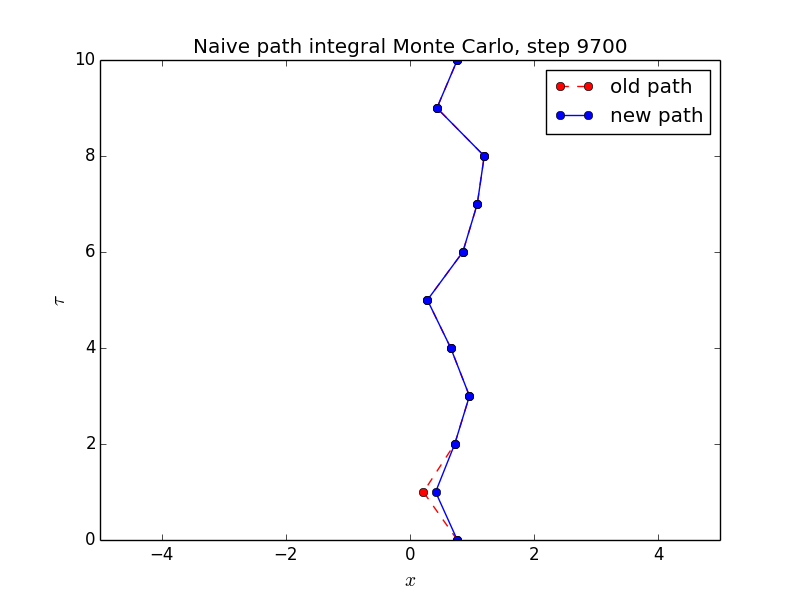 Naive path integral Monte Carlo, step 9700
old path
new path
10
8
6
4
2
0
τ
−4
−2
0
2
4
x